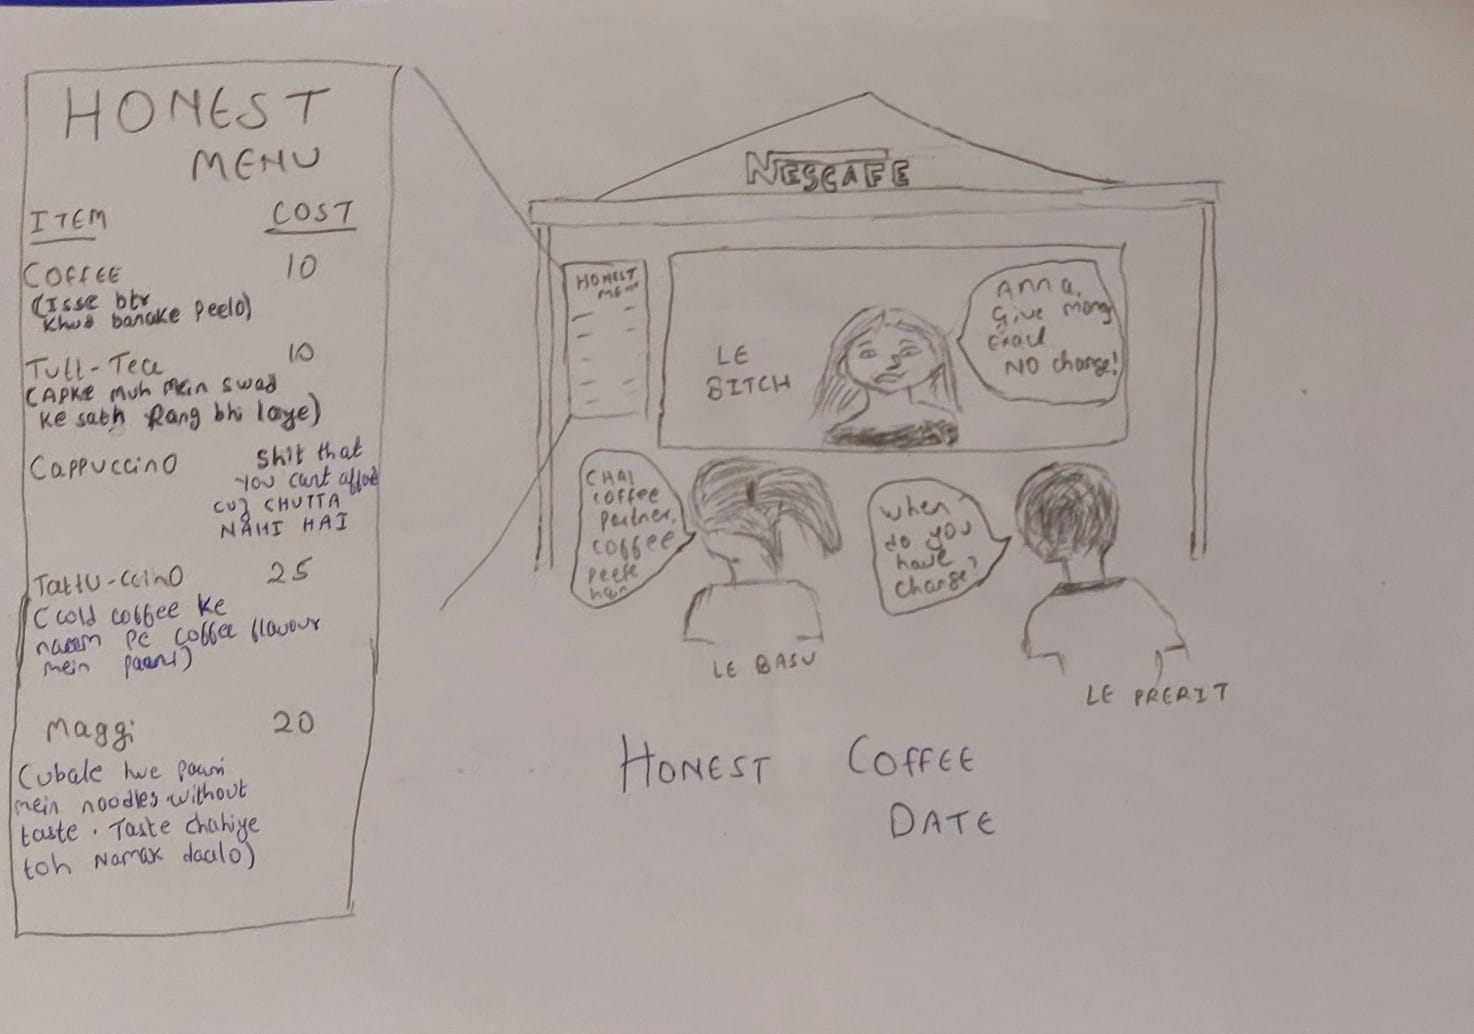 HONEST
MENU
ITEM COST
COFFEE 10
(Isse btr
khud banake peelo)
Tull-Tea 10
(APKE muh mein swad
ke sath Rang bhi laye)
Cappuccino Shit that
you cant afford
cuz CHUTTA
NAHI HAI
Tattu-ccino 25
(cold coffee ke
naam pe coffee flavour
mein paani)
Maggi 20
(ubale hue paani
mein noodles without
taste. Taste chahiye
toh Namak daalo)
NESCAFE
HONEST
MENU
LE
BITCH
Anna,
Give money
exact
NO change!
CHAI
coffee
partner,
coffee
peete
hain
When
do you
have
change?
LE BASU
LE PRERIT
HONEST COFFEE
DATE